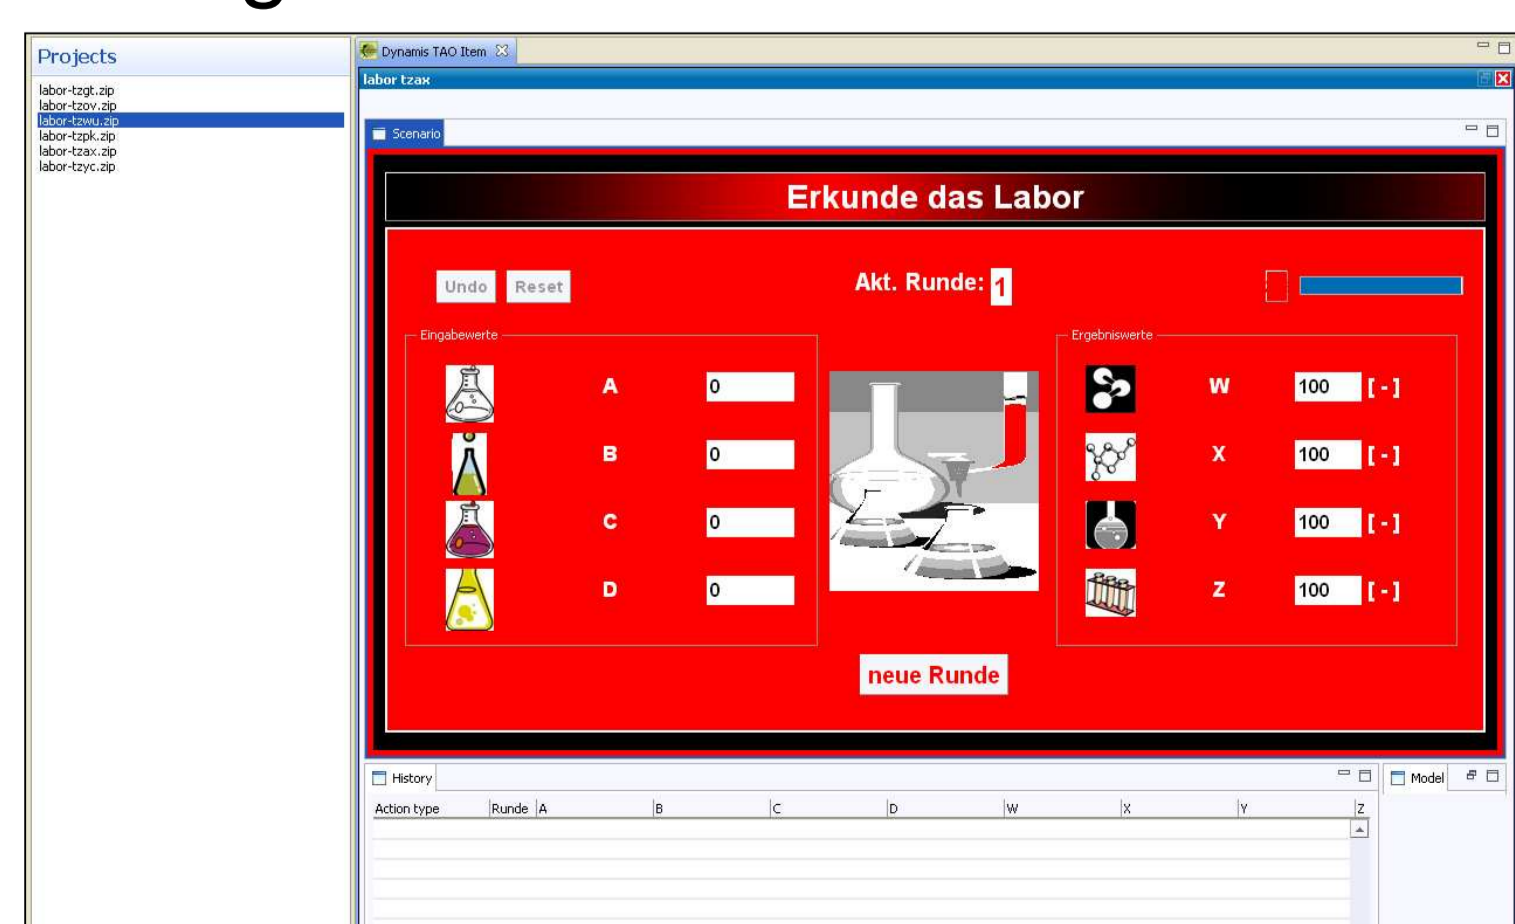 Projects
labor-tzgt.zip
labor-tzov.zip
labor-tzwu.zip
labor-tzpk.zip
labor-tzax.zip
labor-tzyc.zip
Dynamis TAO Item
labor tzax
Scenario
Erkunde das Labor
Undo Reset
Akt. Runde: 1
Eingabewerte
A 0
B 0
C 0
D 0
Ergebniswerte
W 100 [ - ]
X 100 [ - ]
Y 100 [ - ]
Z 100 [ - ]
neue Runde
History
Model
Action type Runde A B C D W X Y Z